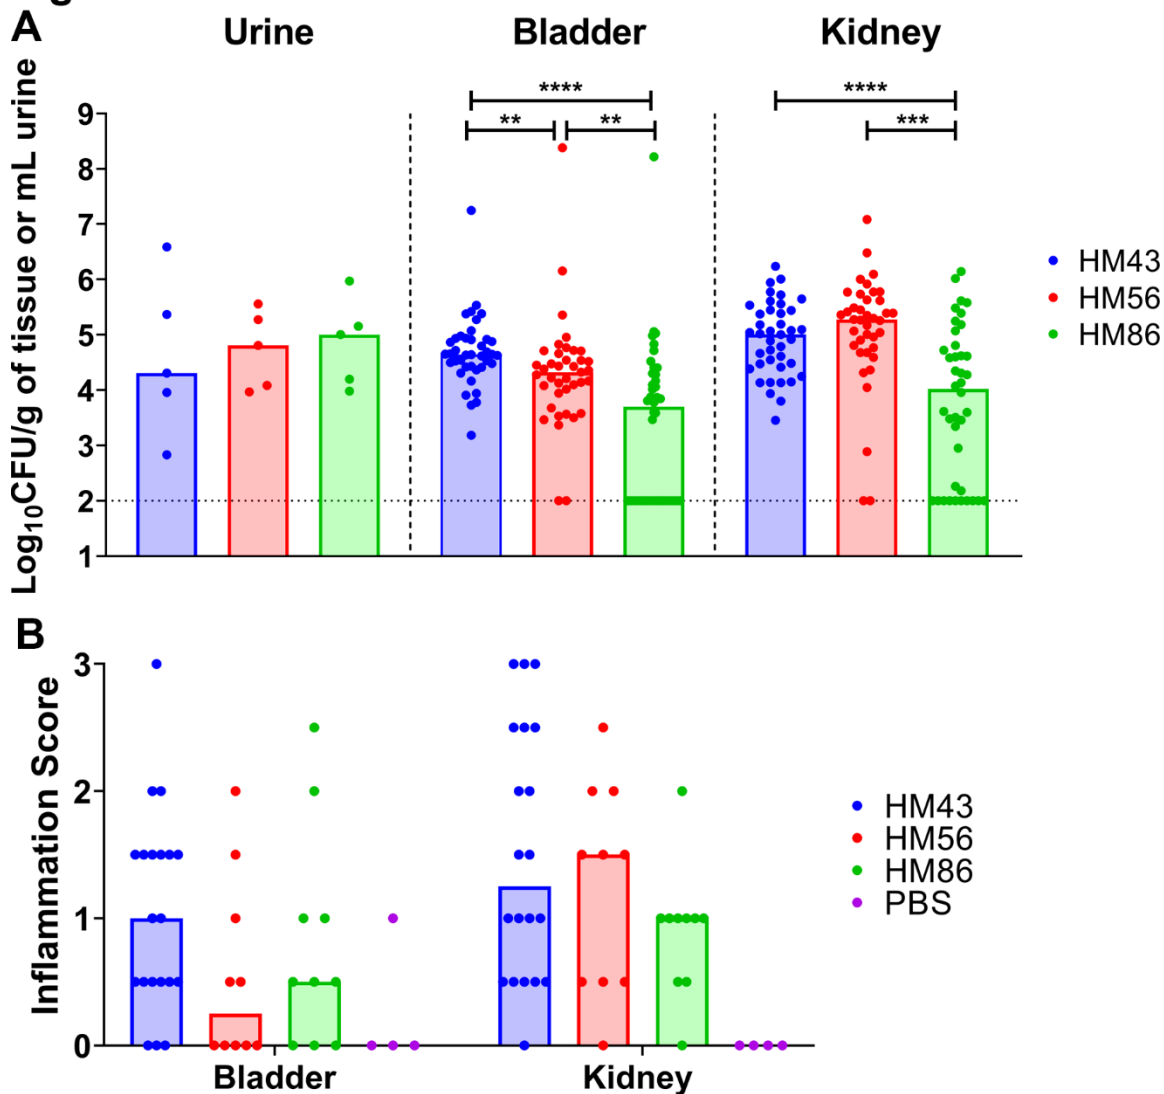 A
Urine Bladder Kidney
Log10CFU/g of tissue or mL urine
9
8
7
6
5
4
3
2
1
**** ****
** ** ***
HM43
HM56
HM86
B
Inflammation Score
3
2
1
0
Bladder Kidney
HM43
HM56
HM86
PBS